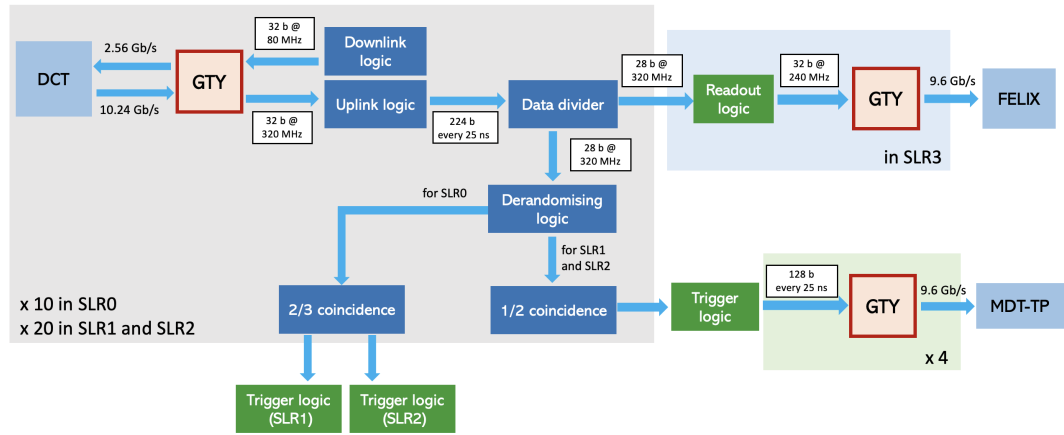 DCT
2.56 Gb/s
10.24 Gb/s
GTY
32 b @
80 MHz
32 b @
320 MHz
Downlink
logic
Uplink logic
224 b
every 25 ns
Data divider
28 b @
320 MHz
28 b @
320 MHz
Readout
logic
32 b @
240 MHz
GTY
9.6 Gb/s
FELIX
in SLR3
for SLR0
Derandomising
logic
for SLR1
and SLR2
x 10 in SLR0
x 20 in SLR1 and SLR2
2/3 coincidence
1/2 coincidence
Trigger
logic
128 b
every 25 ns
GTY
9.6 Gb/s
MDT-TP
x 4
Trigger logic
(SLR1)
Trigger logic
(SLR2)